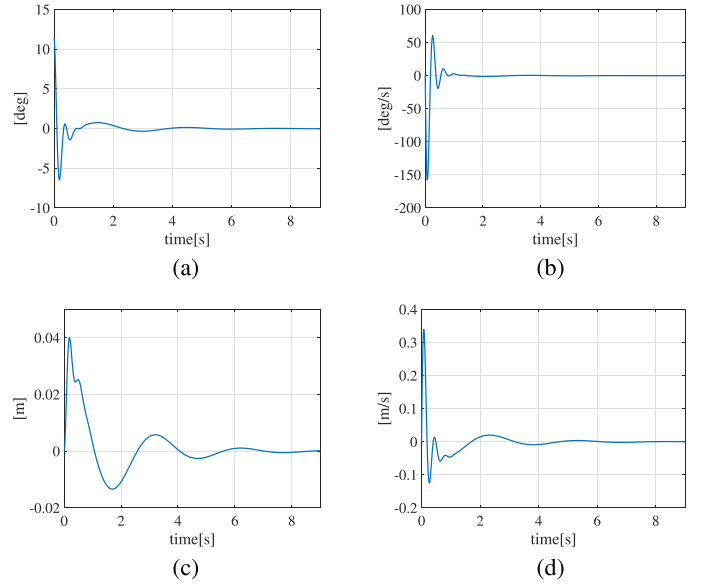 15
10
5
0
-5
-10
[deg]
0 2 4 6 8
time[s]
(a)
100
50
0
-50
-100
-150
-200
[deg/s]
0 2 4 6 8
time[s]
(b)
0.04
0.02
0
-0.02
[m]
0 2 4 6 8
time[s]
(c)
0.4
0.3
0.2
0.1
0
-0.1
-0.2
[m/s]
0 2 4 6 8
time[s]
(d)